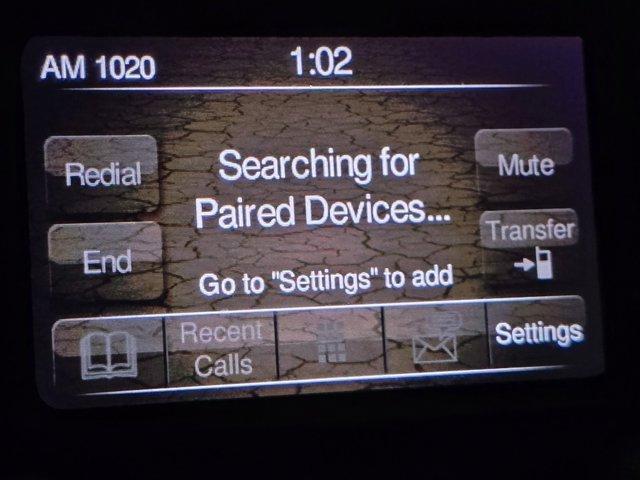 AM 1020
1:02
Redial
Searching for
Paired Devices...
Mute
End
Transfer
Go to "Settings" to add
Recent
Calls
Settings